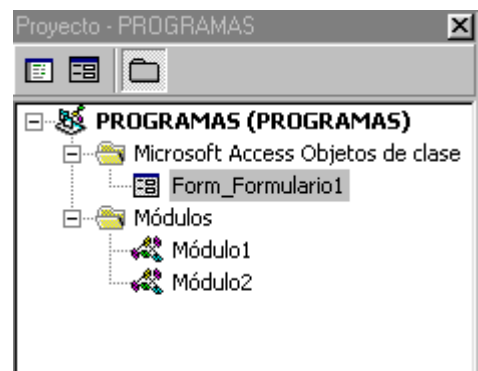 Proyecto - PROGRAMAS
PROGRAMAS (PROGRAMAS)
Microsoft Access Objetos de clase
Form_Formulario1
Módulos
Módulo1
Módulo2